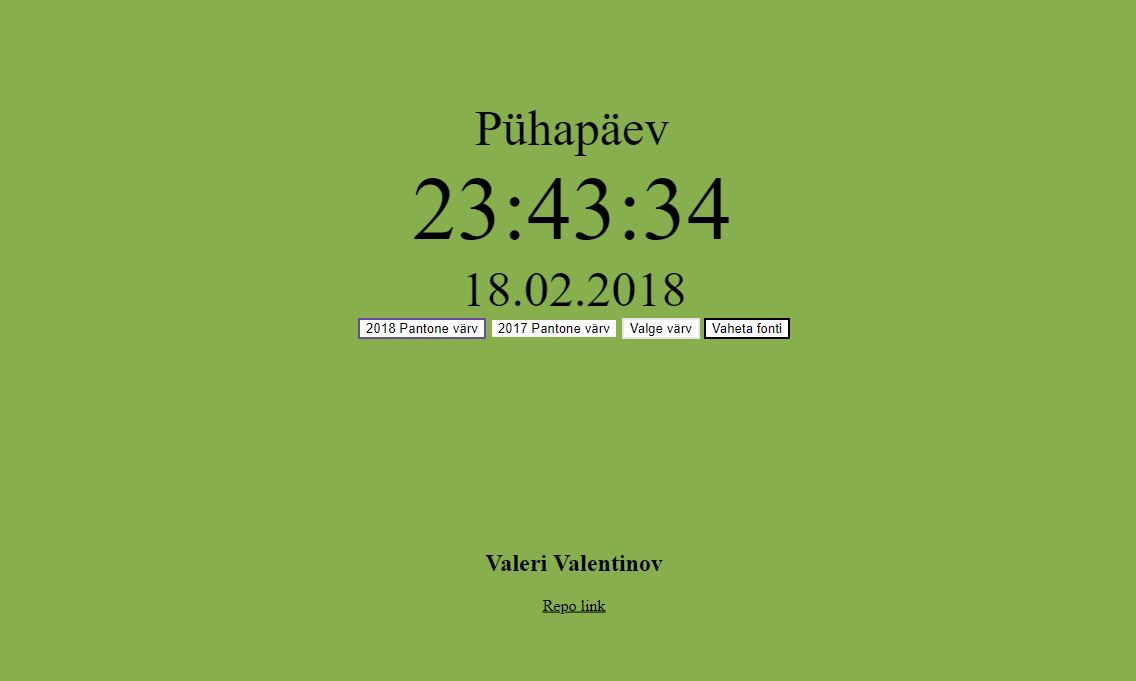 Pühapäev
23:43:34
18.02.2018
2018 Pantone värv 2017 Pantone värv Valge värv Vaheta fonti
Valeri Valentinov
Repo link